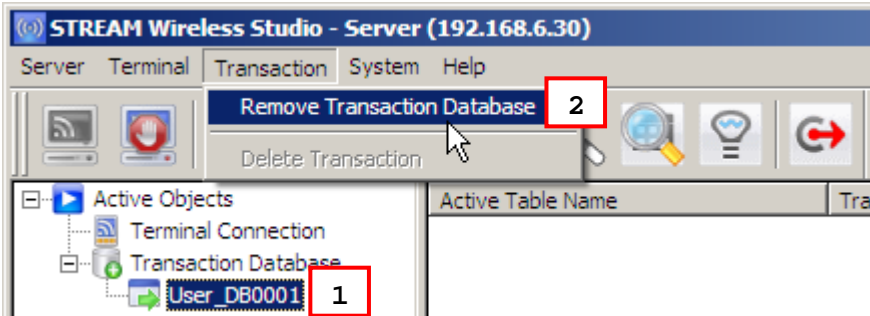 STREAM Wireless Studio - Server (192.168.6.30)
Server Terminal Transaction System Help
Remove Transaction Database 2
Delete Transaction
Active Objects
Active Table Name Tra
Terminal Connection
Transaction Database
User_DB0001 1